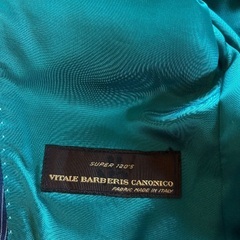 SUPER 120'S
VITALE BARBERIS CANONICO
FABRIC MADE IN ITALY